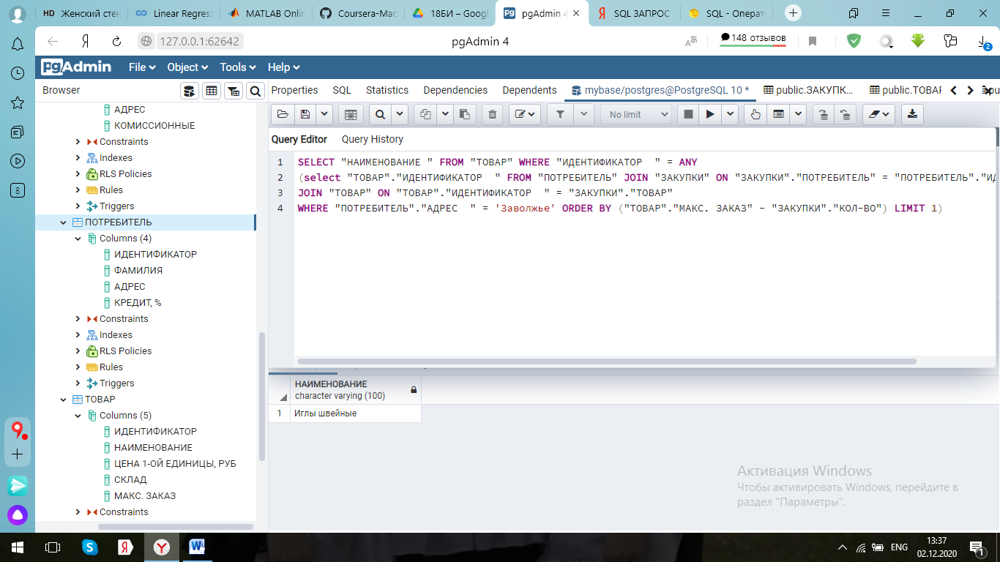 HD Женский стен
Linear Regress
MATLAB Onlin
Coursera-Mac
18БИ – Google
pgAdmin 4
SQL ЗАПРОС
SQL - Операт
127.0.0.1:62642
pgAdmin 4
148 отзывов
2
pgAdmin
File
Object
Tools
Help
Browser
Properties
SQL
Statistics
Dependencies
Dependents
mybase/postgres@PostgreSQL 10 *
public.ЗАКУПК...
public.ТОВАР
No limit
Query Editor
Query History
1 SELECT "НАИМЕНОВАНИЕ " FROM "ТОВАР" WHERE "ИДЕНТИФИКАТОР  " = ANY
2 (select "ТОВАР"."ИДЕНТИФИКАТОР  " FROM "ПОТРЕБИТЕЛЬ" JOIN "ЗАКУПКИ" ON "ЗАКУПКИ"."ПОТРЕБИТЕЛЬ" = "ПОТРЕБИТЕЛЬ"."ИД
3 JOIN "ТОВАР" ON "ТОВАР"."ИДЕНТИФИКАТОР  " = "ЗАКУПКИ"."ТОВАР"
4 WHERE "ПОТРЕБИТЕЛЬ"."АДРЕС  " = 'Заволжье' ORDER BY ("ТОВАР"."МАКС. ЗАКАЗ" - "ЗАКУПКИ"."КОЛ-ВО") LIMIT 1)
АДРЕС
КОМИССИОННЫЕ
Constraints
Indexes
RLS Policies
Rules
Triggers
ПОТРЕБИТЕЛЬ
Columns (4)
ИДЕНТИФИКАТОР
ФАМИЛИЯ
АДРЕС
КРЕДИТ, %
Constraints
Indexes
RLS Policies
Rules
Triggers
ТОВАР
Columns (5)
ИДЕНТИФИКАТОР
НАИМЕНОВАНИЕ
ЦЕНА 1-ОЙ ЕДИНИЦЫ, РУБ
СКЛАД
МАКС. ЗАКАЗ
Constraints
НАИМЕНОВАНИЕ
character varying (100)
1 Иглы швейные
Активация Windows
Чтобы активировать Windows, перейдите в
раздел "Параметры".
8
ENG
13:37
02.12.2020
1